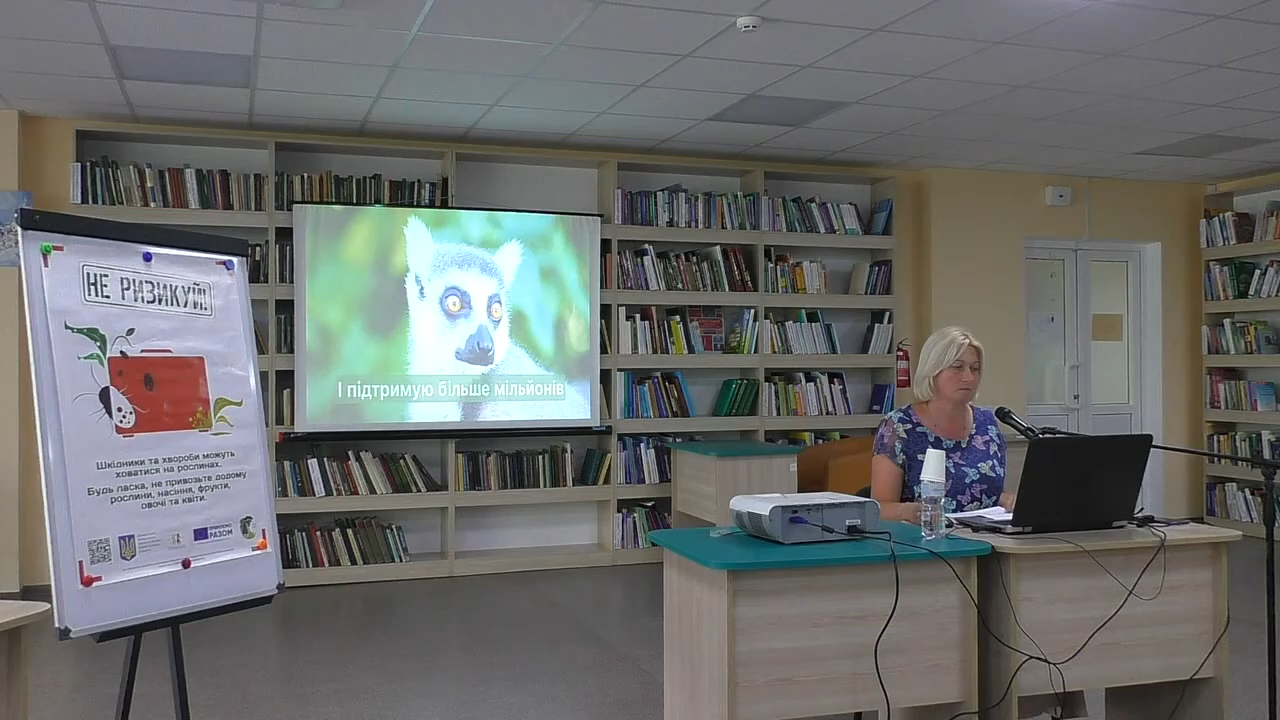 НЕ РИЗИКУЙ!
Шкідники та хвороби можуть
ховатися на рослинах.
Будь ласка, не привозьте додому
рослини, насіння, фрукти,
овочі та квіти.
РАЗОМ
І підтримую більше мільйонів